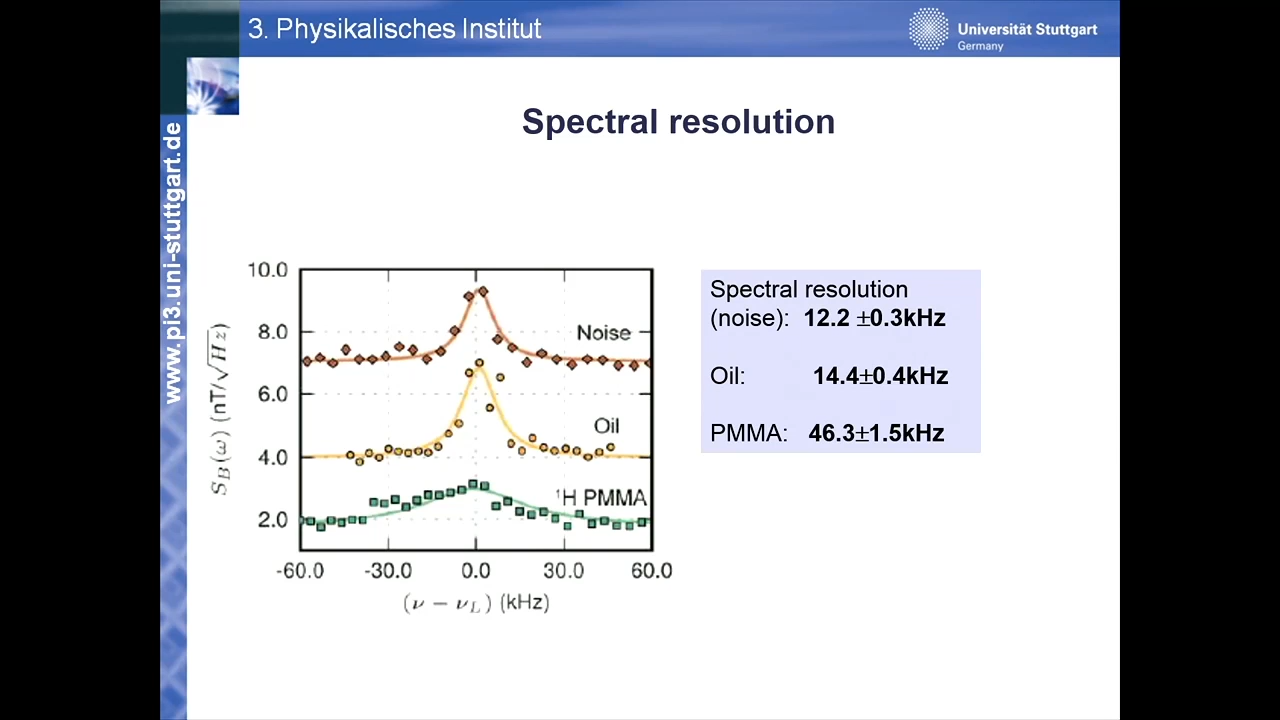 3. Physikalisches Institut
Universität Stuttgart
Germany
www.pi3.uni-stuttgart.de
Spectral resolution
10.0
8.0
6.0
4.0
2.0
S_B(ω) (nT/√Hz)
Noise
Oil
¹H PMMA
-60.0 -30.0 0.0 30.0 60.0
(ν − ν_L) (kHz)
Spectral resolution
(noise): 12.2 ±0.3kHz
Oil: 14.4±0.4kHz
PMMA: 46.3±1.5kHz